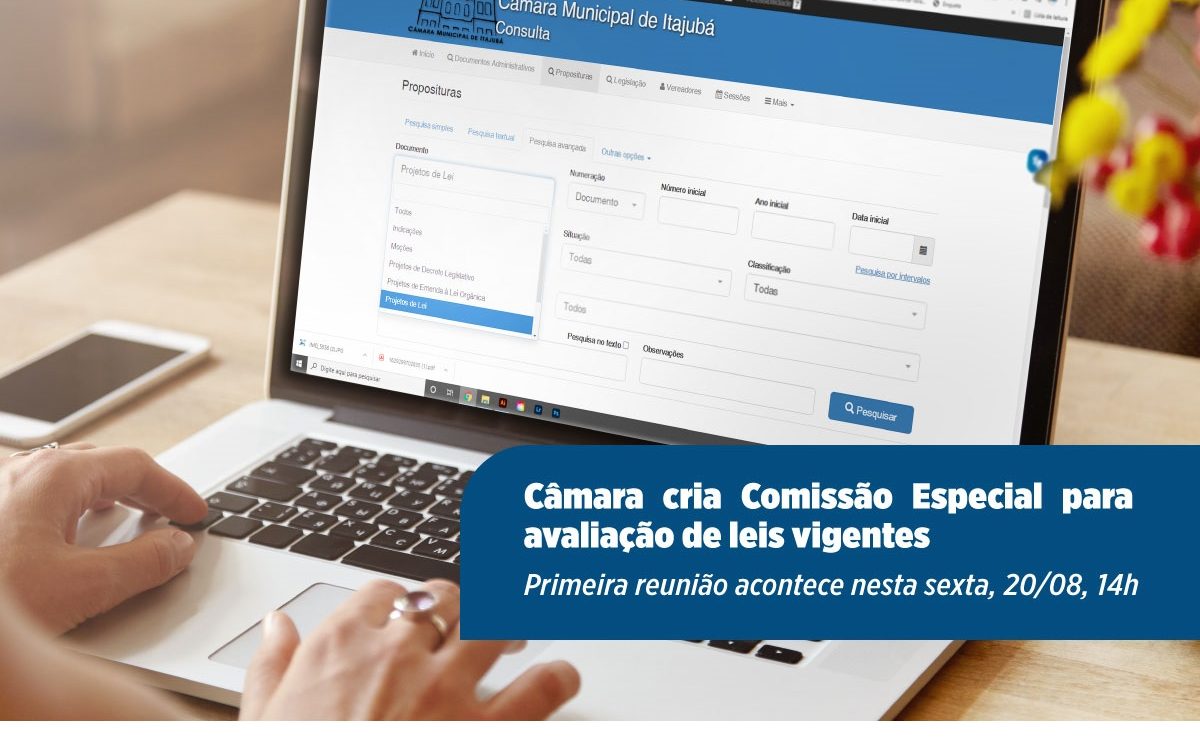 Câmara Municipal de Itajubá
CÂMARA MUNICIPAL DE ITAJUBÁ
Consulta
Início
Documentos Administrativos
Proposituras
Legislação
Vereadores
Sessões
Mais
Proposituras
Pesquisa simples
Pesquisa textual
Pesquisa avançada
Outras opções
Documento
Projetos de Lei
Todos
Indicações
Moções
Projetos de Decreto Legislativo
Projetos de Emenda à Lei Orgânica
Projetos de Lei
Numeração
Documento
Número inicial
Ano inicial
Data inicial
Pesquisa por intervalos
Situação
Todas
Classificação
Todas
Todos
Pesquisa no texto
Observações
Pesquisar
Digite aqui para pesquisar
Câmara cria Comissão Especial para
avaliação de leis vigentes
Primeira reunião acontece nesta sexta, 20/08, 14h